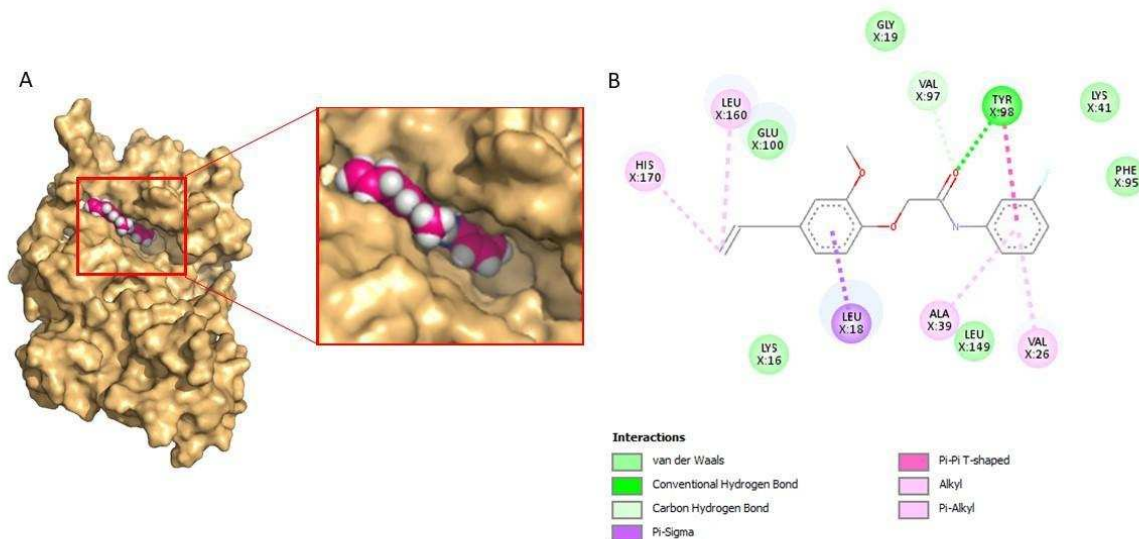 A
B
GLY
X:19
VAL
X:97
TYR
X:98
LYS
X:41
LEU
X:160
GLU
X:100
HIS
X:170
PHE
X:95
O
O
O
N
LEU
X:18
ALA
X:39
LEU
X:149
VAL
X:26
LYS
X:16
Interactions
van der Waals
Conventional Hydrogen Bond
Carbon Hydrogen Bond
Pi-Sigma
Pi-Pi T-shaped
Alkyl
Pi-Alkyl